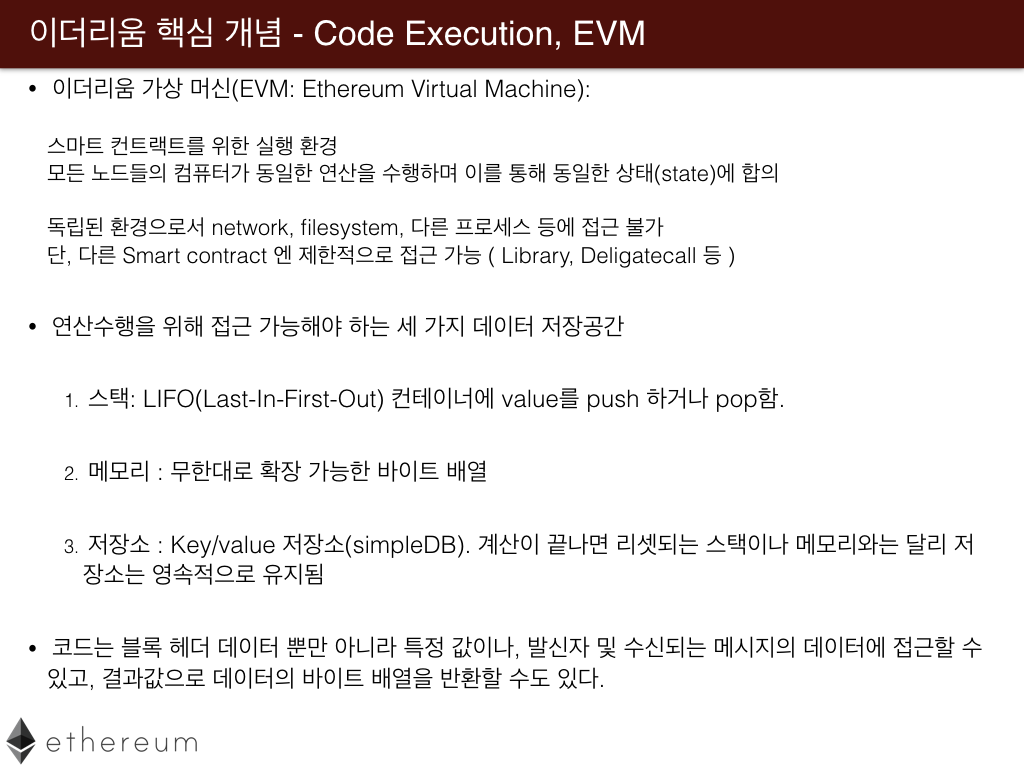 이더리움 핵심 개념 - Code Execution, EVM
• 이더리움 가상 머신(EVM: Ethereum Virtual Machine):
스마트 컨트랙트를 위한 실행 환경
모든 노드들의 컴퓨터가 동일한 연산을 수행하며 이를 통해 동일한 상태(state)에 합의
독립된 환경으로서 network, filesystem, 다른 프로세스 등에 접근 불가
단, 다른 Smart contract 엔 제한적으로 접근 가능 ( Library, Deligatecall 등 )
• 연산수행을 위해 접근 가능해야 하는 세 가지 데이터 저장공간
1. 스택: LIFO(Last-In-First-Out) 컨테이너에 value를 push 하거나 pop함.
2. 메모리 : 무한대로 확장 가능한 바이트 배열
3. 저장소 : Key/value 저장소(simpleDB). 계산이 끝나면 리셋되는 스택이나 메모리와는 달리 저
장소는 영속적으로 유지됨
• 코드는 블록 헤더 데이터 뿐만 아니라 특정 값이나, 발신자 및 수신되는 메시지의 데이터에 접근할 수
있고, 결과값으로 데이터의 바이트 배열을 반환할 수도 있다.
ethereum